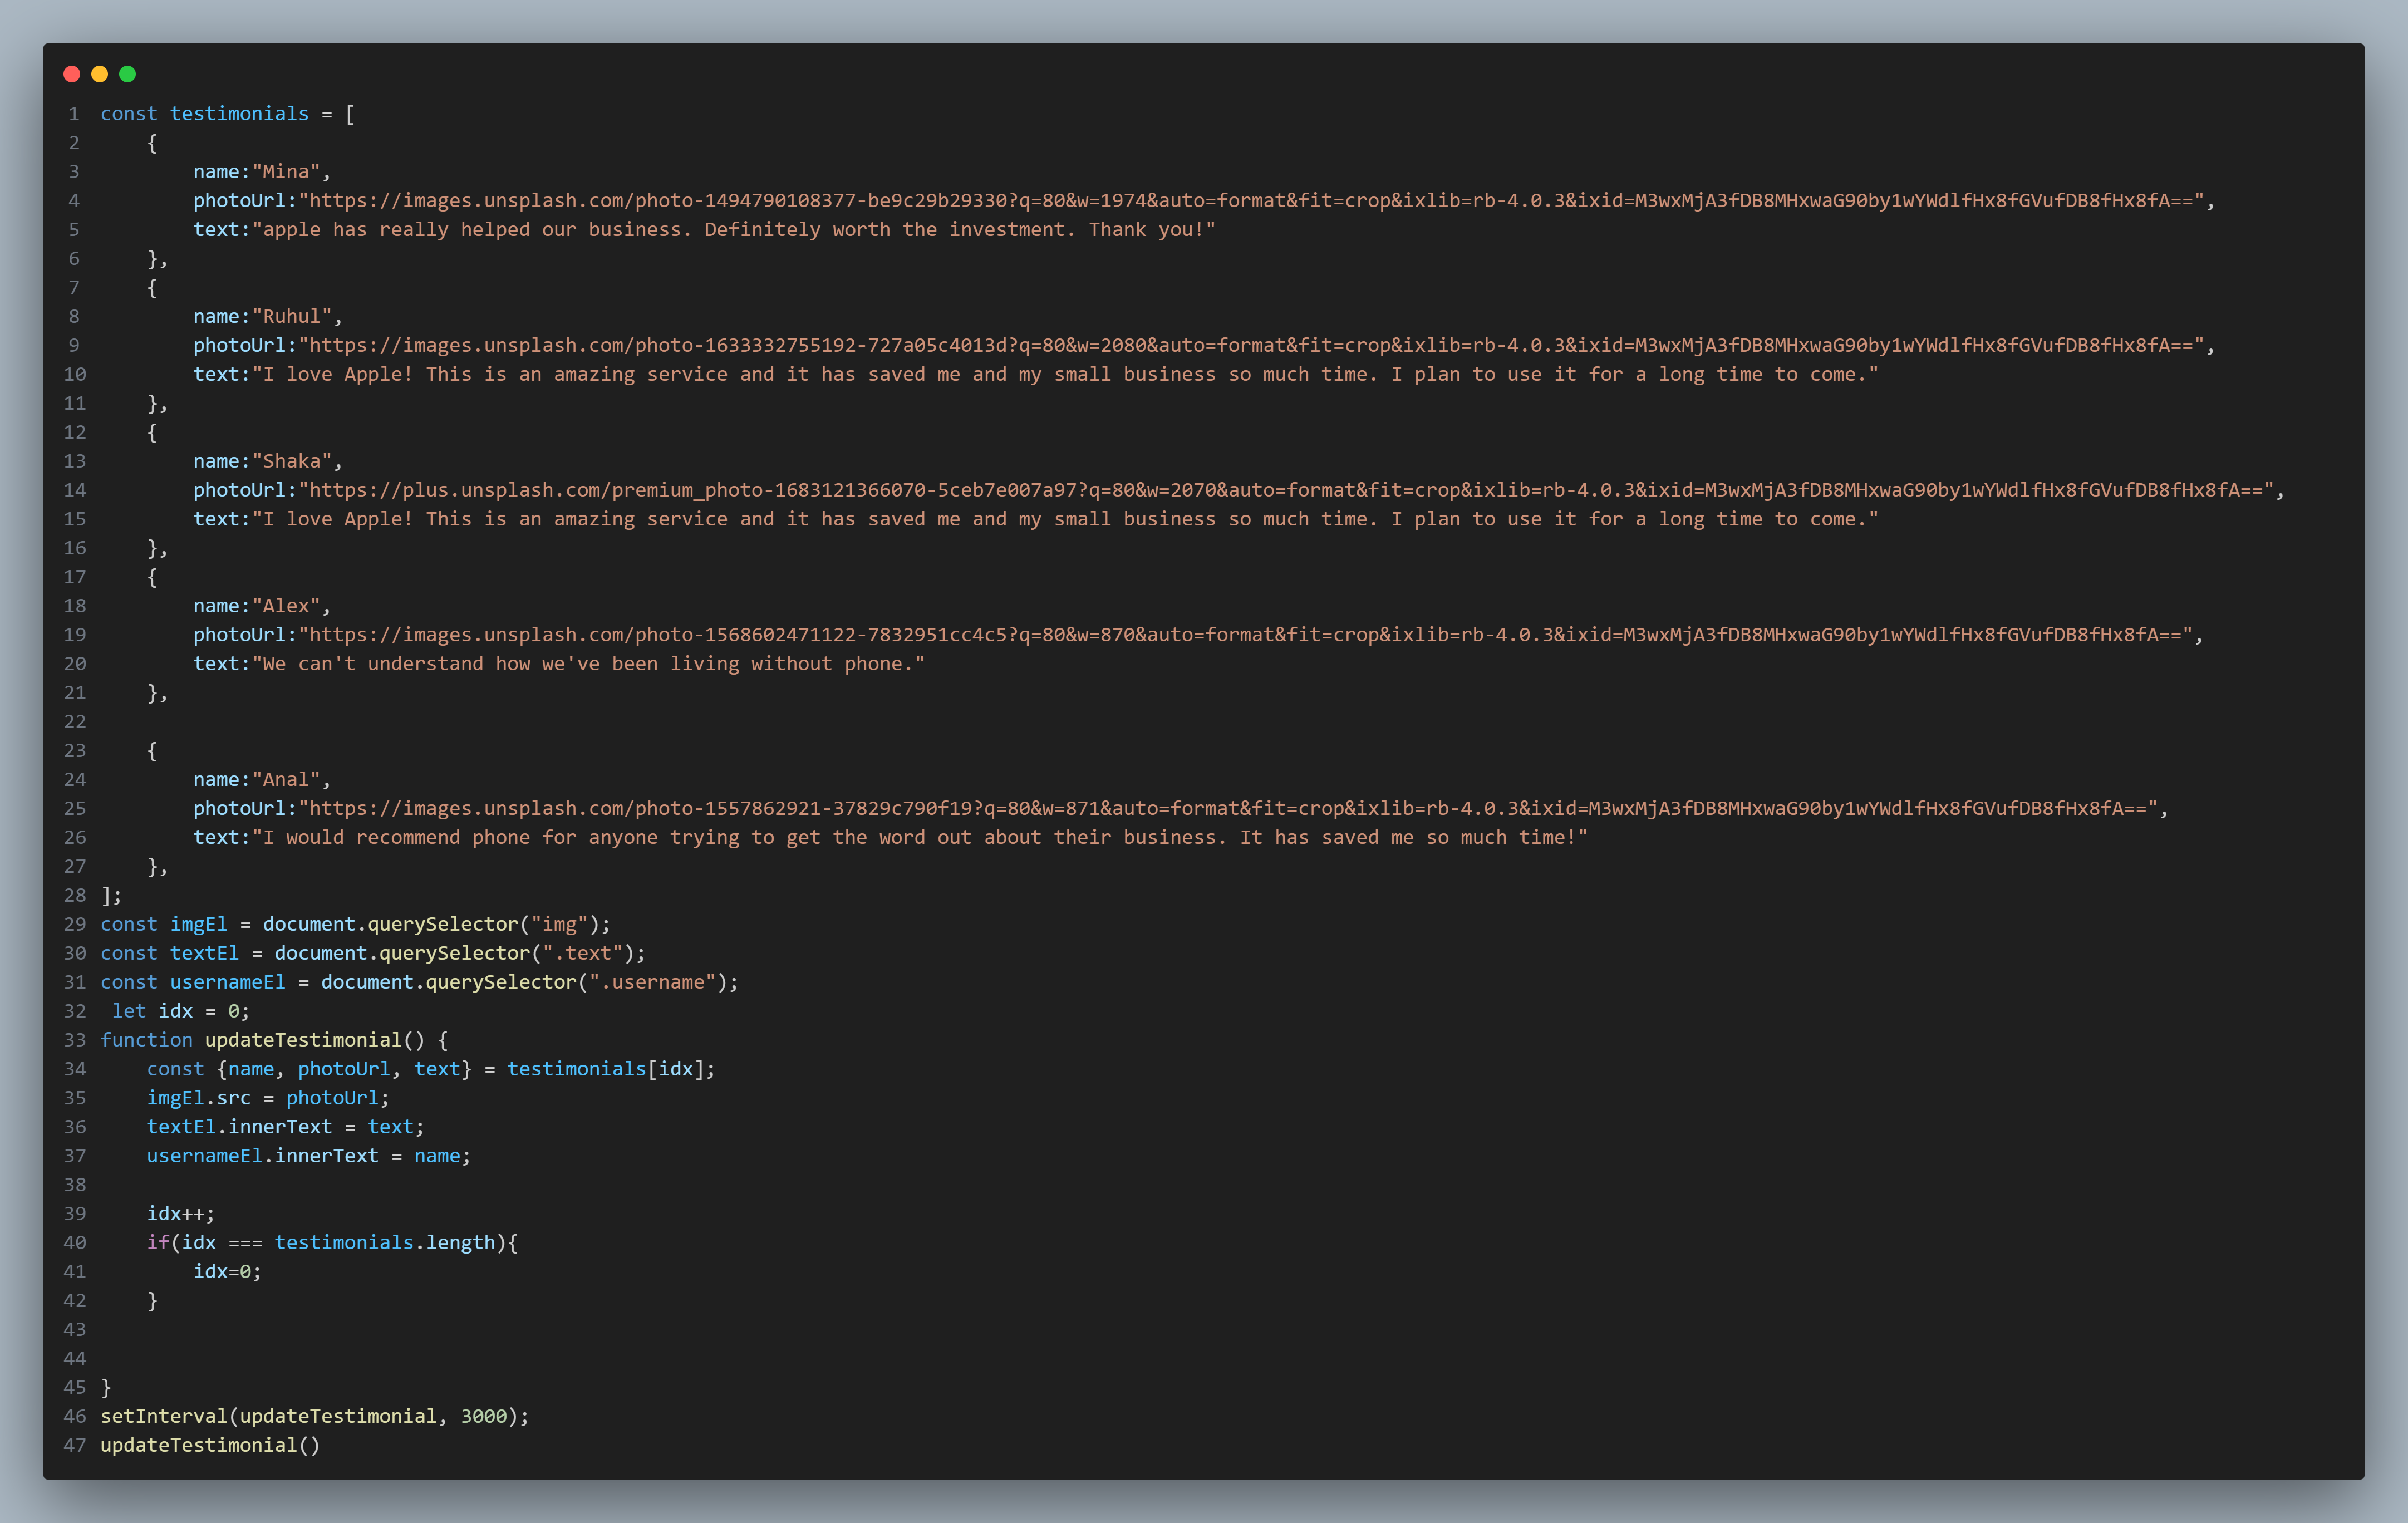 1 const testimonials = [
2     {
3         name:"Mina",
4         photoUrl:"https://images.unsplash.com/photo-1494790108377-be9c29b29330?q=80&w=1974&auto=format&fit=crop&ixlib=rb-4.0.3&ixid=M3wxMjA3fDB8MHxwaG90by1wYWdlfHx8fGVufDB8fHx8fA==",
5         text:"apple has really helped our business. Definitely worth the investment. Thank you!"
6     },
7     {
8         name:"Ruhul",
9         photoUrl:"https://images.unsplash.com/photo-1633332755192-727a05c4013d?q=80&w=2080&auto=format&fit=crop&ixlib=rb-4.0.3&ixid=M3wxMjA3fDB8MHxwaG90by1wYWdlfHx8fGVufDB8fHx8fA==",
10         text:"I love Apple! This is an amazing service and it has saved me and my small business so much time. I plan to use it for a long time to come."
11     },
12     {
13         name:"Shaka",
14         photoUrl:"https://plus.unsplash.com/premium_photo-1683121366070-5ceb7e007a97?q=80&w=2070&auto=format&fit=crop&ixlib=rb-4.0.3&ixid=M3wxMjA3fDB8MHxwaG90by1wYWdlfHx8fGVufDB8fHx8fA==",
15         text:"I love Apple! This is an amazing service and it has saved me and my small business so much time. I plan to use it for a long time to come."
16     },
17     {
18         name:"Alex",
19         photoUrl:"https://images.unsplash.com/photo-1568602471122-7832951cc4c5?q=80&w=870&auto=format&fit=crop&ixlib=rb-4.0.3&ixid=M3wxMjA3fDB8MHxwaG90by1wYWdlfHx8fGVufDB8fHx8fA==",
20         text:"We can't understand how we've been living without phone."
21     },
22
23     {
24         name:"Anal",
25         photoUrl:"https://images.unsplash.com/photo-1557862921-37829c790f19?q=80&w=871&auto=format&fit=crop&ixlib=rb-4.0.3&ixid=M3wxMjA3fDB8MHxwaG90by1wYWdlfHx8fGVufDB8fHx8fA==",
26         text:"I would recommend phone for anyone trying to get the word out about their business. It has saved me so much time!"
27     },
28 ];
29 const imgEl = document.querySelector("img");
30 const textEl = document.querySelector(".text");
31 const usernameEl = document.querySelector(".username");
32  let idx = 0;
33 function updateTestimonial() {
34     const {name, photoUrl, text} = testimonials[idx];
35     imgEl.src = photoUrl;
36     textEl.innerText = text;
37     usernameEl.innerText = name;
38
39     idx++;
40     if(idx === testimonials.length){
41         idx=0;
42     }
43
44
45 }
46 setInterval(updateTestimonial, 3000);
47 updateTestimonial()